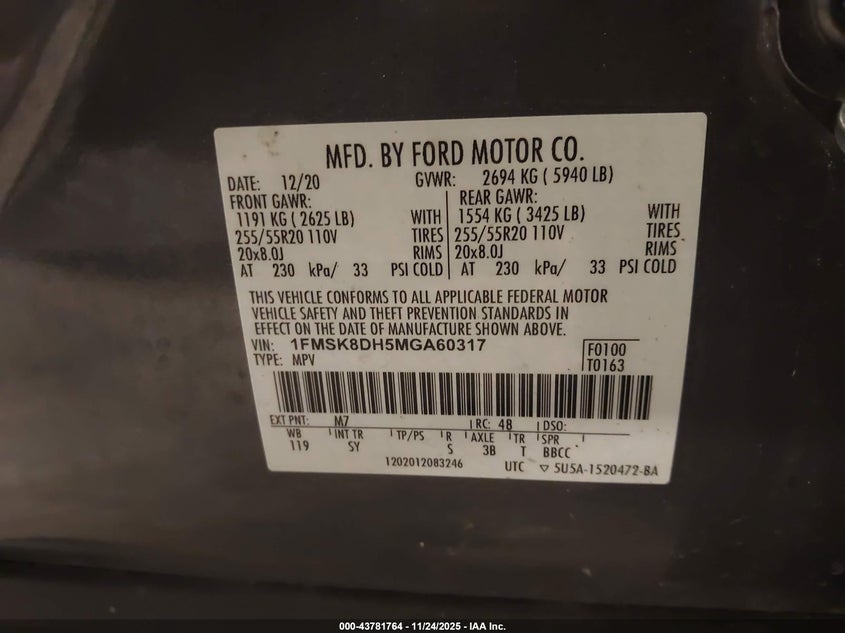 MFD. BY FORD MOTOR CO.
DATE: 12/20 GVWR: 2694 KG ( 5940 LB)
FRONT GAWR: REAR GAWR:
1191 KG ( 2625 LB) WITH 1554 KG ( 3425 LB) WITH
255/55R20 110V TIRES 255/55R20 110V TIRES
20x8.0J RIMS 20x8.0J RIMS
AT 230 kPa/ 33 PSI COLD AT 230 kPa/ 33 PSI COLD
THIS VEHICLE CONFORMS TO ALL APPLICABLE FEDERAL MOTOR
VEHICLE SAFETY AND THEFT PREVENTION STANDARDS IN
EFFECT ON THE DATE OF MANUFACTURE SHOWN ABOVE.
VIN: 1FMSK8DH5MGA60317 F0100
TYPE: MPV T0163
EXT PNT: M7 RC: 48 DSO:
WB INT TR TP/PS R AXLE TR SPR
119 SY S 3B T BBCC
1202012083246 UTC ▽ 5U5A-1520472-BA
000-43781764 - 11/24/2025 - IAA Inc.